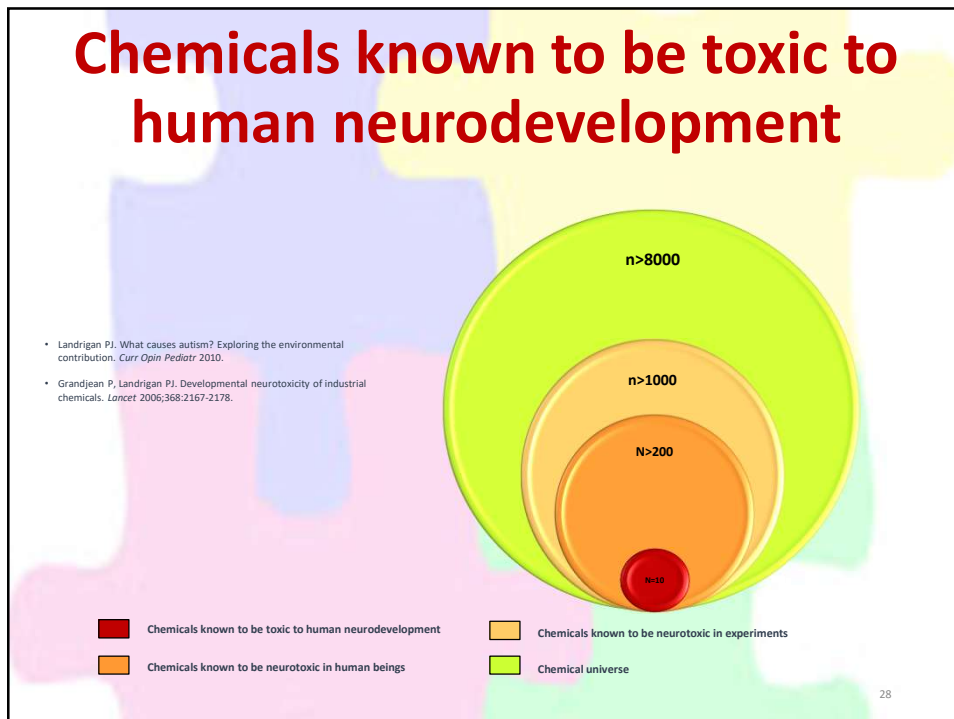 Chemicals known to be toxic to
human neurodevelopment
n>8000
n>1000
N>200
N=10
• Landrigan PJ. What causes autism? Exploring the environmental
contribution. Curr Opin Pediatr 2010.
• Grandjean P, Landrigan PJ. Developmental neurotoxicity of industrial
chemicals. Lancet 2006;368:2167-2178.
Chemicals known to be toxic to human neurodevelopment
Chemicals known to be neurotoxic in human beings
Chemicals known to be neurotoxic in experiments
Chemical universe
28